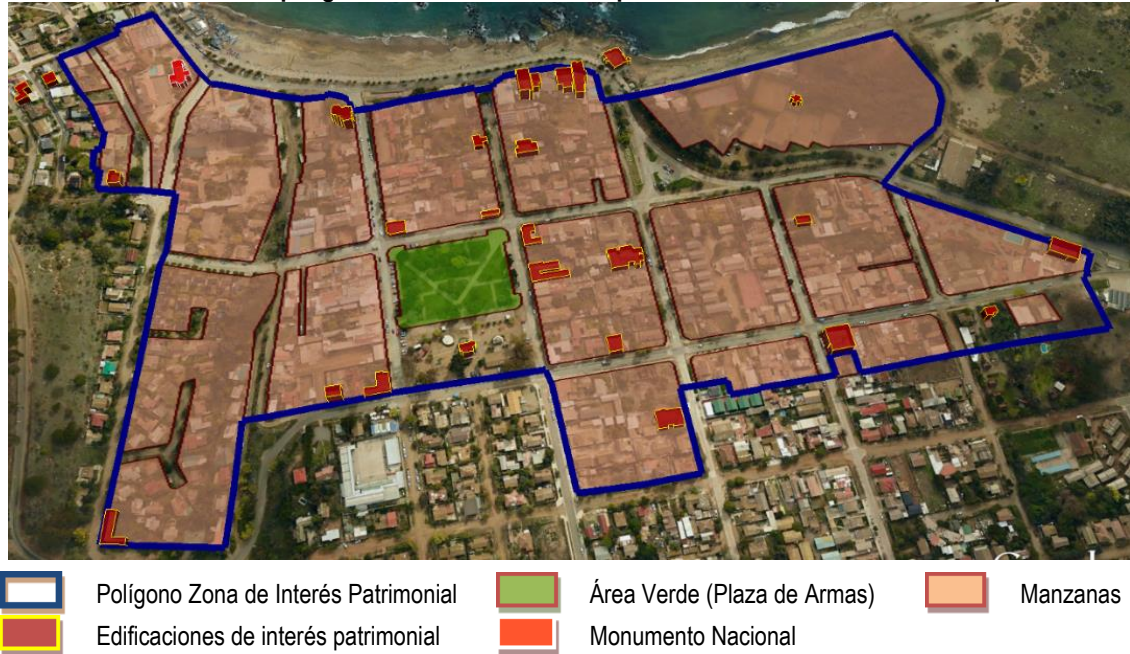 Polígono Zona de Interés Patrimonial
Área Verde (Plaza de Armas)
Manzanas
Edificaciones de interés patrimonial
Monumento Nacional